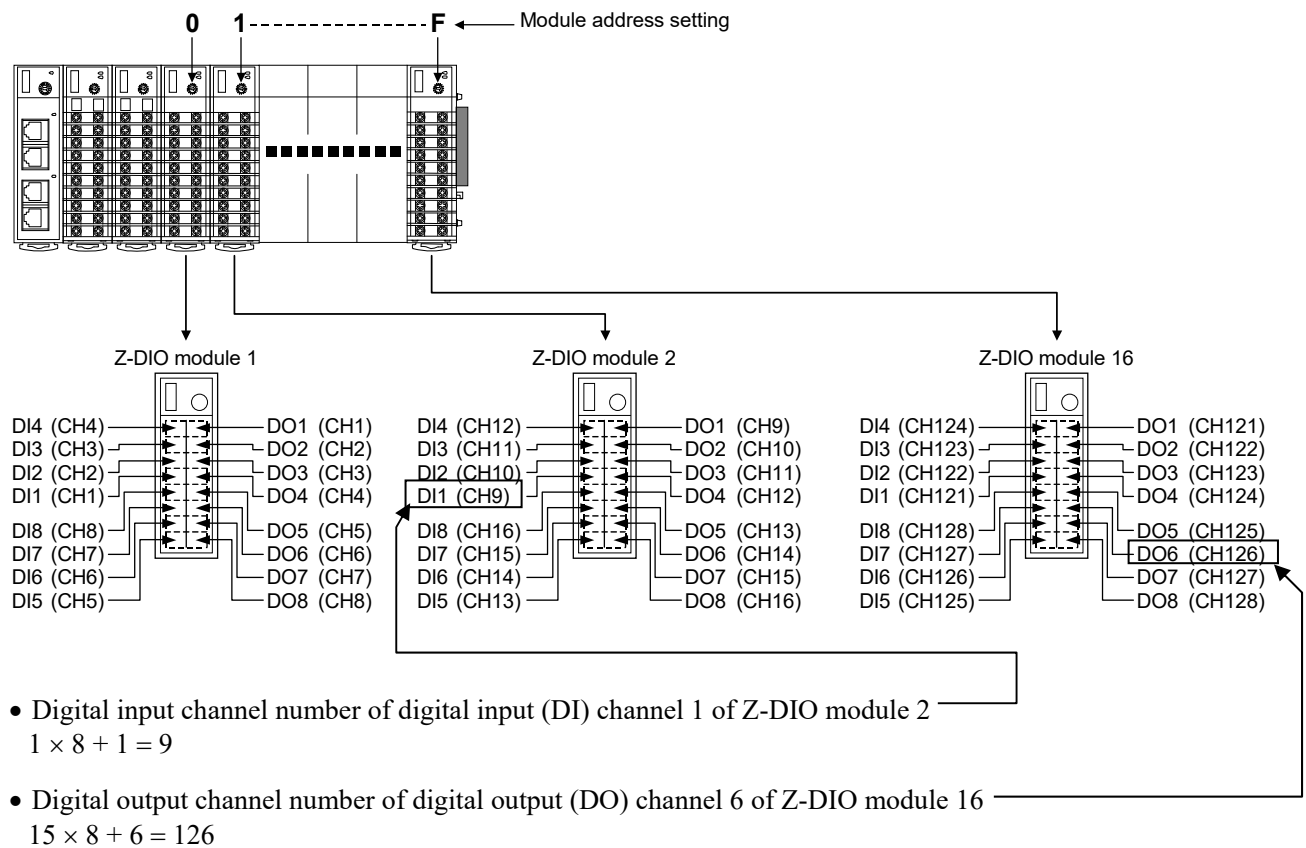 0 1 F Module address setting
Z-DIO module 1
DI4 (CH4)
DI3 (CH3)
DI2 (CH2)
DI1 (CH1)
DI8 (CH8)
DI7 (CH7)
DI6 (CH6)
DI5 (CH5)
DO1 (CH1)
DO2 (CH2)
DO3 (CH3)
DO4 (CH4)
DO5 (CH5)
DO6 (CH6)
DO7 (CH7)
DO8 (CH8)
Z-DIO module 2
DI4 (CH12)
DI3 (CH11)
DI2 (CH10)
DI1 (CH9)
DI8 (CH16)
DI7 (CH15)
DI6 (CH14)
DI5 (CH13)
DO1 (CH9)
DO2 (CH10)
DO3 (CH11)
DO4 (CH12)
DO5 (CH13)
DO6 (CH14)
DO7 (CH15)
DO8 (CH16)
Z-DIO module 16
DI4 (CH124)
DI3 (CH123)
DI2 (CH122)
DI1 (CH121)
DI8 (CH128)
DI7 (CH127)
DI6 (CH126)
DI5 (CH125)
DO1 (CH121)
DO2 (CH122)
DO3 (CH123)
DO4 (CH124)
DO5 (CH125)
DO6 (CH126)
DO7 (CH127)
DO8 (CH128)
• Digital input channel number of digital input (DI) channel 1 of Z-DIO module 2
1 × 8 + 1 = 9
• Digital output channel number of digital output (DO) channel 6 of Z-DIO module 16
15 × 8 + 6 = 126